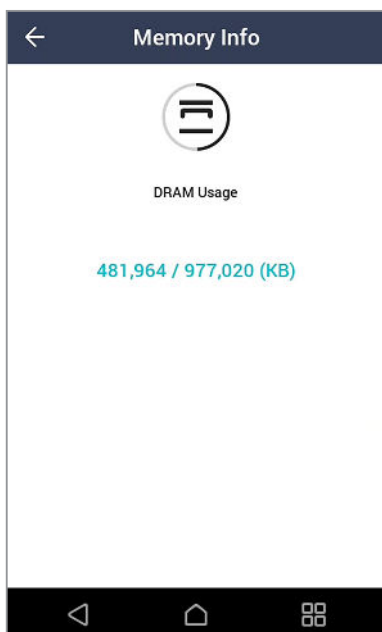 Memory Info
DRAM Usage
481,964 / 977,020 (KB)